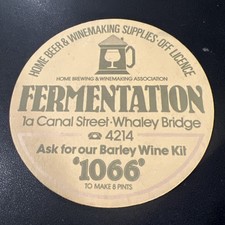 HOME BEER & WINEMAKING SUPPLIES·OFF LICENCE
HOME BREWING & WINEMAKING ASSOCIATION
FERMENTATION
1a Canal Street·Whaley Bridge
☎ 4214
Ask for our Barley Wine Kit
'1066'
TO MAKE 8 PINTS